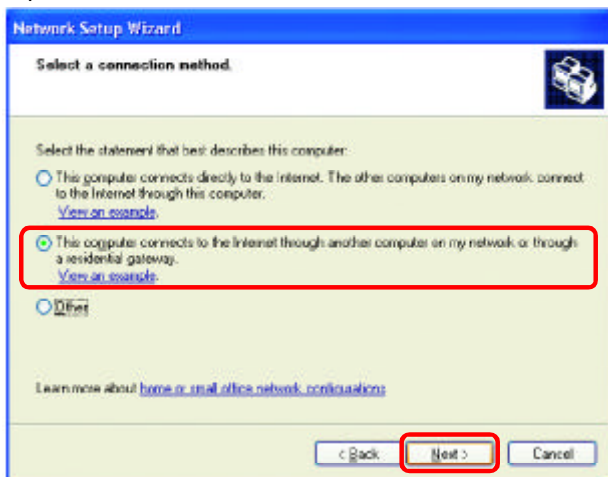 Network Setup Wizard
Select a connection method.
Select the statement that best describes this computer:
This computer connects directly to the Internet. The other computers on my network connect
to the Internet through this computer.
View an example.
This computer connects to the Internet through another computer on my network or through
a residential gateway.
View an example.
Other
Learn more about home or small office network configurations
< Back
Next >
Cancel